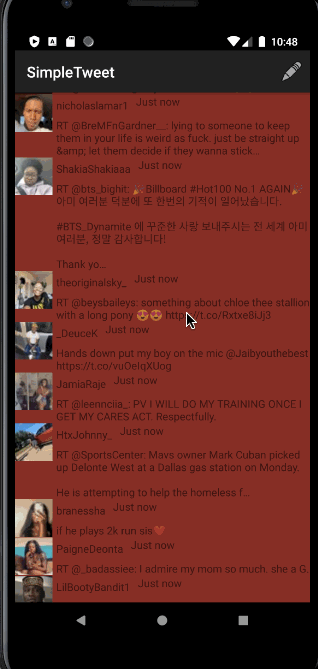 10:48
SimpleTweet
nicholaslamar1 Just now
RT @BreMFnGardner__: lying to someone to keep
them in your life is weird as fuck. just be straight up
&amp; let them decide if they wanna stick…
ShakiaShakiaaa Just now
RT @bts_bighit: 🎉Billboard #Hot100 No.1 AGAIN🎉
아미 여러분 덕분에 또 한번의 기적이 일어났습니다.
#BTS_Dynamite 에 꾸준한 사랑 보내주시는 전 세계 아미
여러분, 정말 감사합니다!
Thank yo…
theoriginalsky_ Just now
RT @beysbaileys: something about chloe thee stallion
with a long pony 😍😍 https://t.co/Rxtxe8iJj3
_DeuceK Just now
Hands down put my boy on the mic @Jaibyouthebest
https://t.co/vuOeIqXUog
JamiaRaje Just now
RT @leennciia_: PV I WILL DO MY TRAINING ONCE I
GET MY CARES ACT. Respectfully.
HtxJohnny_ Just now
RT @SportsCenter: Mavs owner Mark Cuban picked
up Delonte West at a Dallas gas station on Monday.
He is attempting to help the homeless f…
branessha Just now
if he plays 2k run sis❤️
PaigneDeonta Just now
RT @_badassiee: I admire my mom so much. she a G.
LilBootyBandit1 Just now